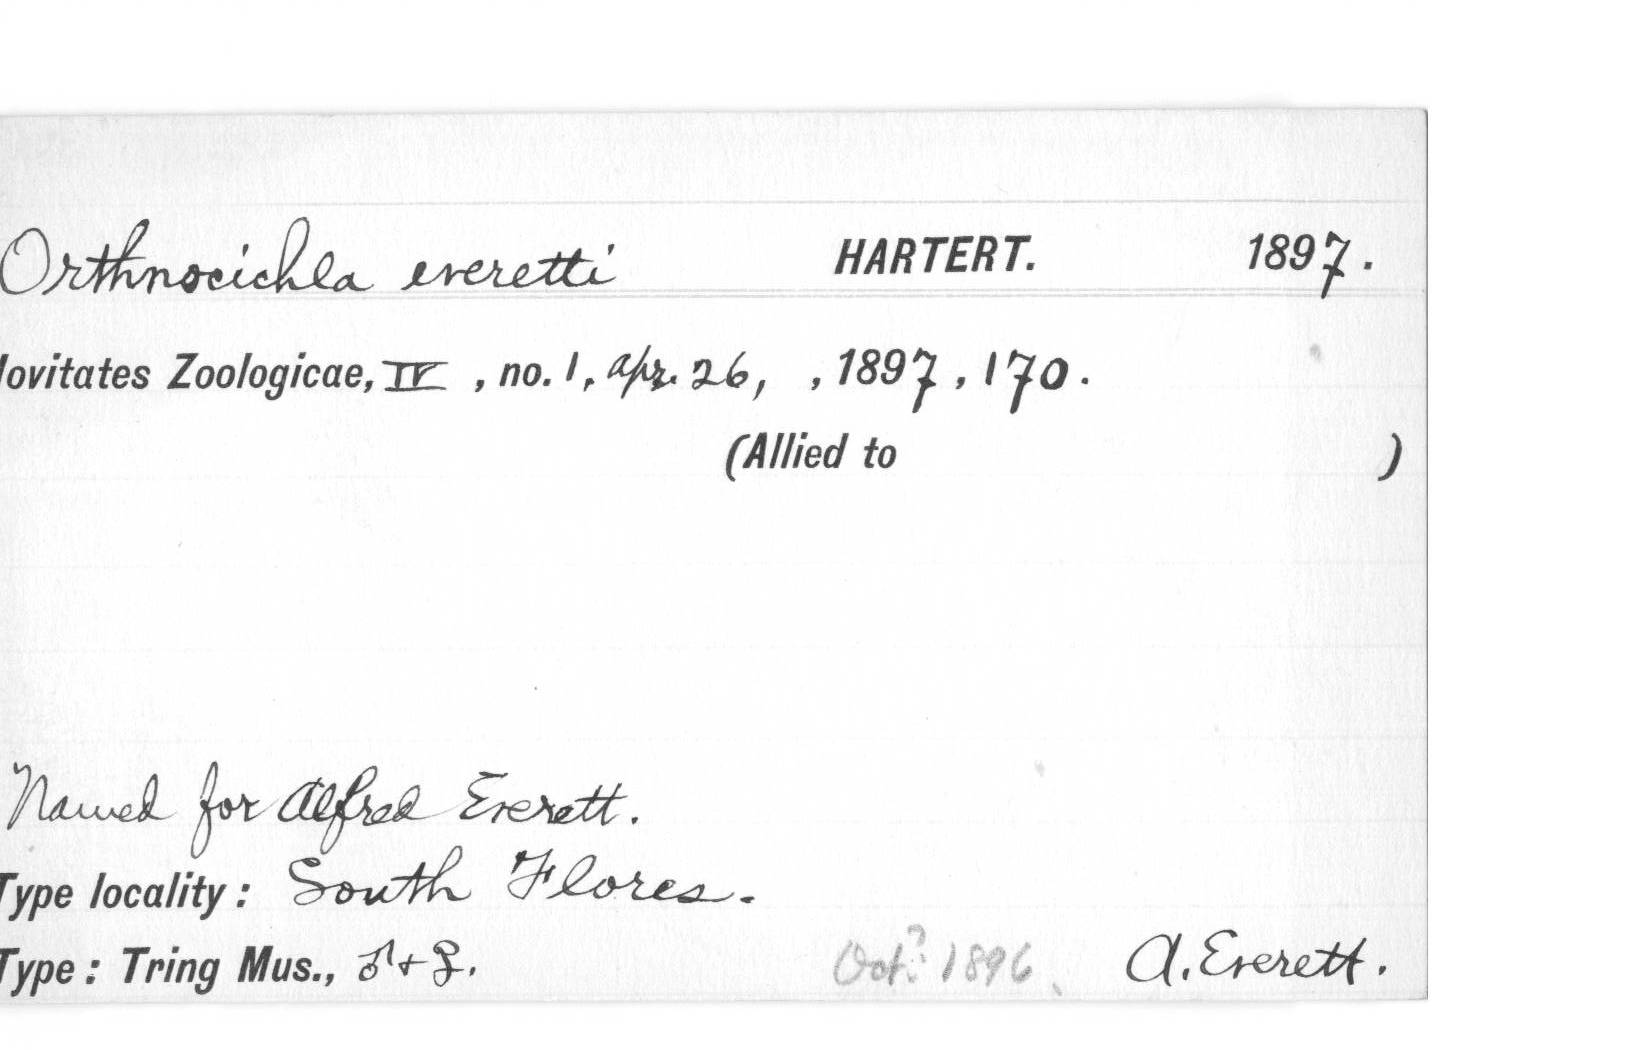 Orthnocichla everetti HARTERT. 1897.
ovitates Zoologicae, IV, no. 1, Apr. 26, , 1897, 170.
(Allied to )
Named for Alfred Everett.
Type locality: South Flores.
Type: Tring Mus., ♂+♀. Oct.? 1896 A. Everett.